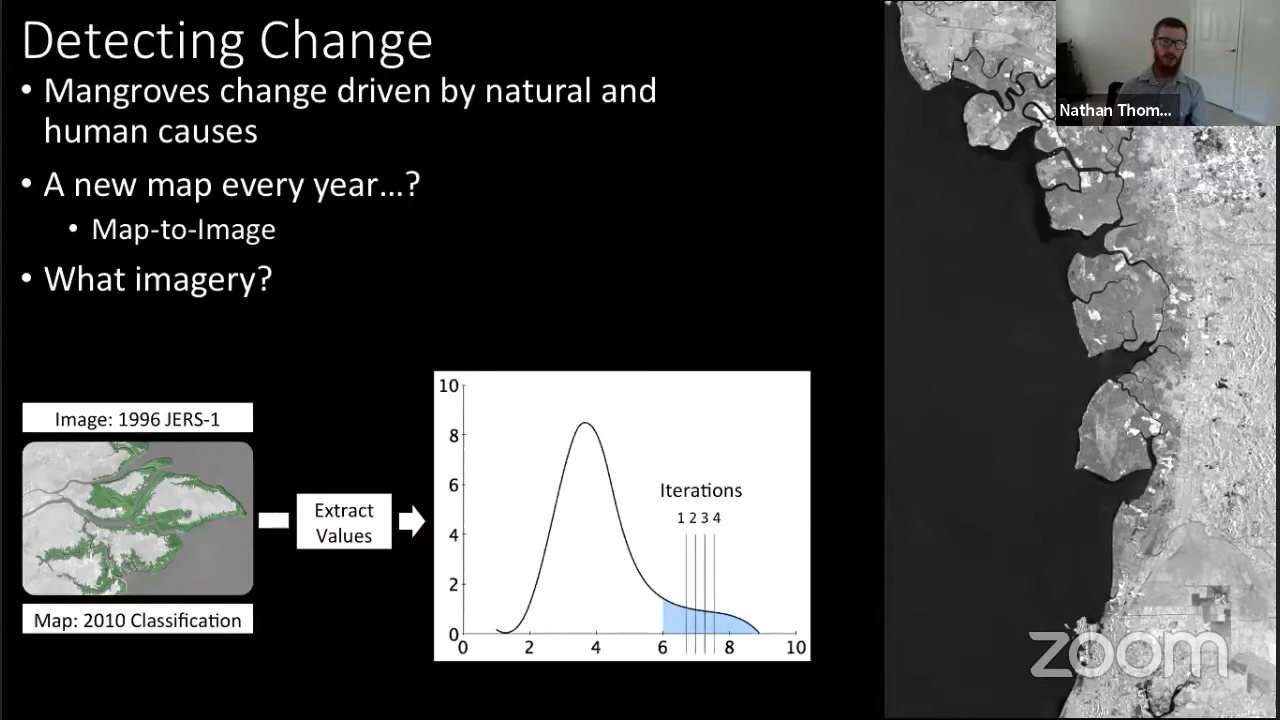 Detecting Change
• Mangroves change driven by natural and
human causes
• A new map every year…?
• Map-to-Image
• What imagery?
Image: 1996 JERS-1
Map: 2010 Classification
Extract
Values
10
8
6
4
2
0
0 2 4 6 8 10
Iterations
1 2 3 4
Nathan Thom...
zoom